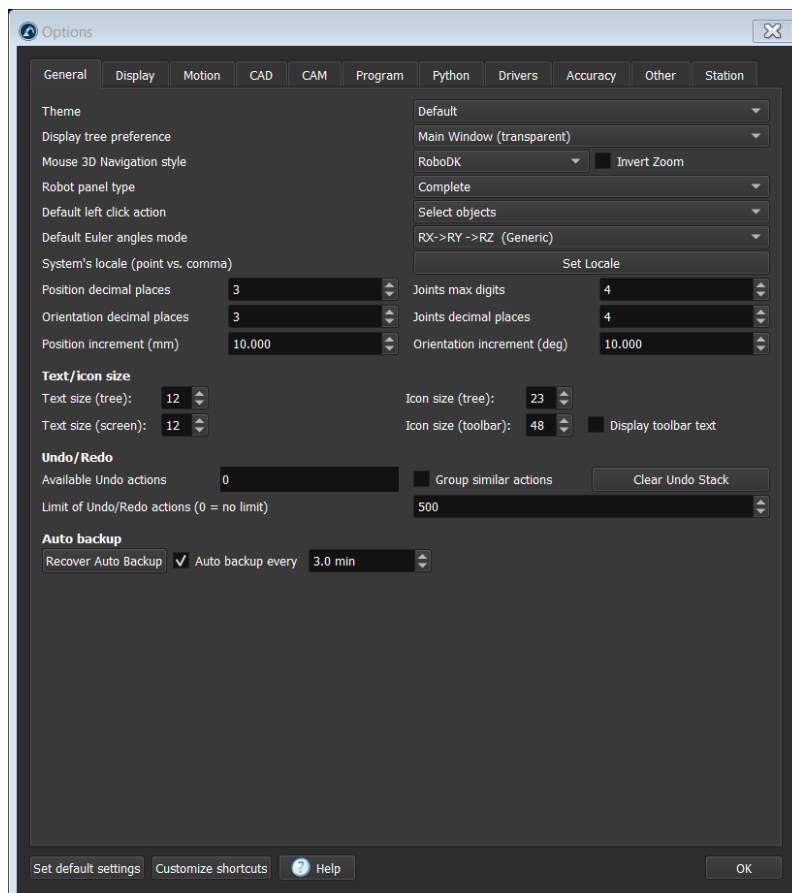 Options
General Display Motion CAD CAM Program Python Drivers Accuracy Other Station
Theme Default
Display tree preference Main Window (transparent)
Mouse 3D Navigation style RoboDK Invert Zoom
Robot panel type Complete
Default left click action Select objects
Default Euler angles mode RX->RY ->RZ (Generic)
System's locale (point vs. comma) Set Locale
Position decimal places 3 Joints max digits 4
Orientation decimal places 3 Joints decimal places 4
Position increment (mm) 10.000 Orientation increment (deg) 10.000
Text/icon size
Text size (tree): 12 Icon size (tree): 23
Text size (screen): 12 Icon size (toolbar): 48 Display toolbar text
Undo/Redo
Available Undo actions 0 Group similar actions Clear Undo Stack
Limit of Undo/Redo actions (0 = no limit) 500
Auto backup
Recover Auto Backup Auto backup every 3.0 min
Set default settings Customize shortcuts ? Help OK